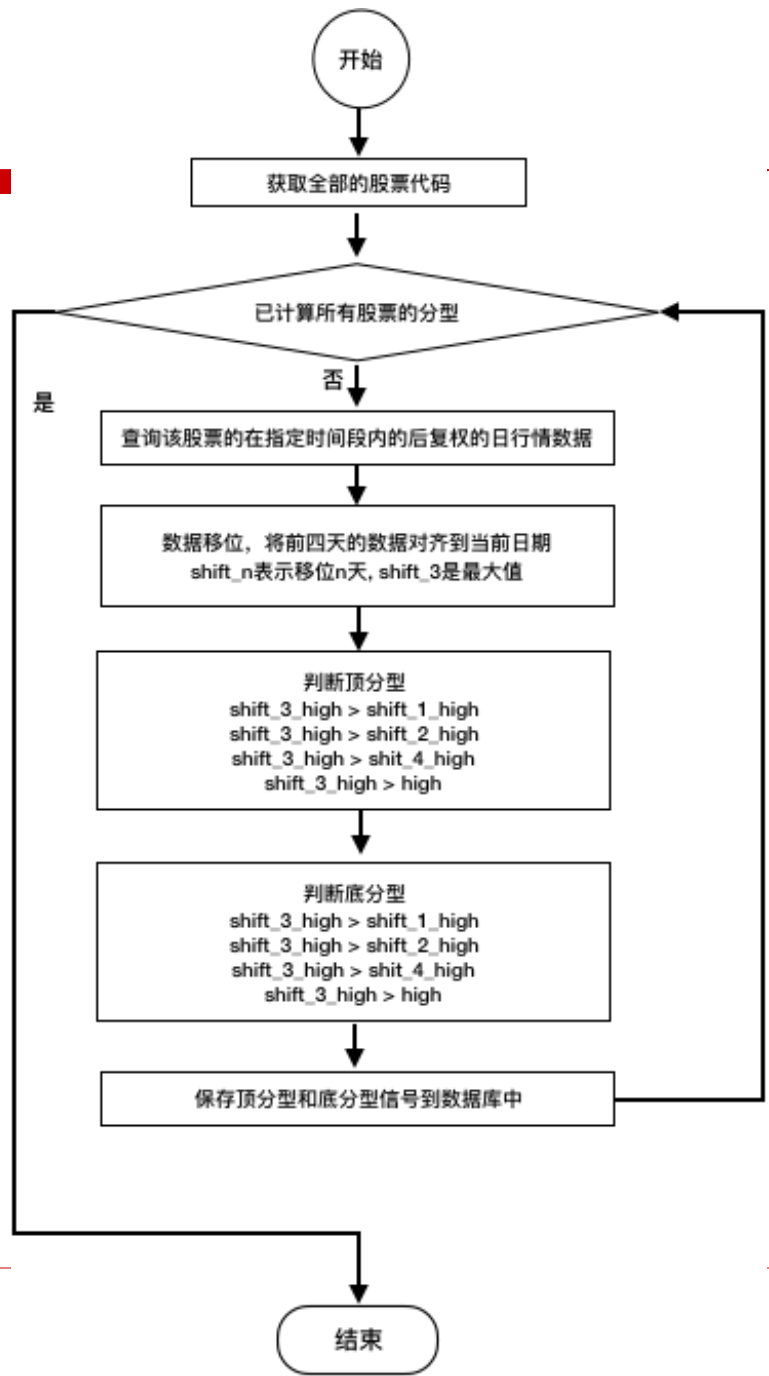 开始
获取全部的股票代码
已计算所有股票的分型
否
是
查询该股票的在指定时间段内的后复权的日行情数据
数据移位，将前四天的数据对齐到当前日期
shift_n表示移位n天, shift_3是最大值
判断顶分型
shift_3_high > shift_1_high
shift_3_high > shift_2_high
shift_3_high > shit_4_high
shift_3_high > high
判断底分型
shift_3_high > shift_1_high
shift_3_high > shift_2_high
shift_3_high > shit_4_high
shift_3_high > high
保存顶分型和底分型信号到数据库中
结束